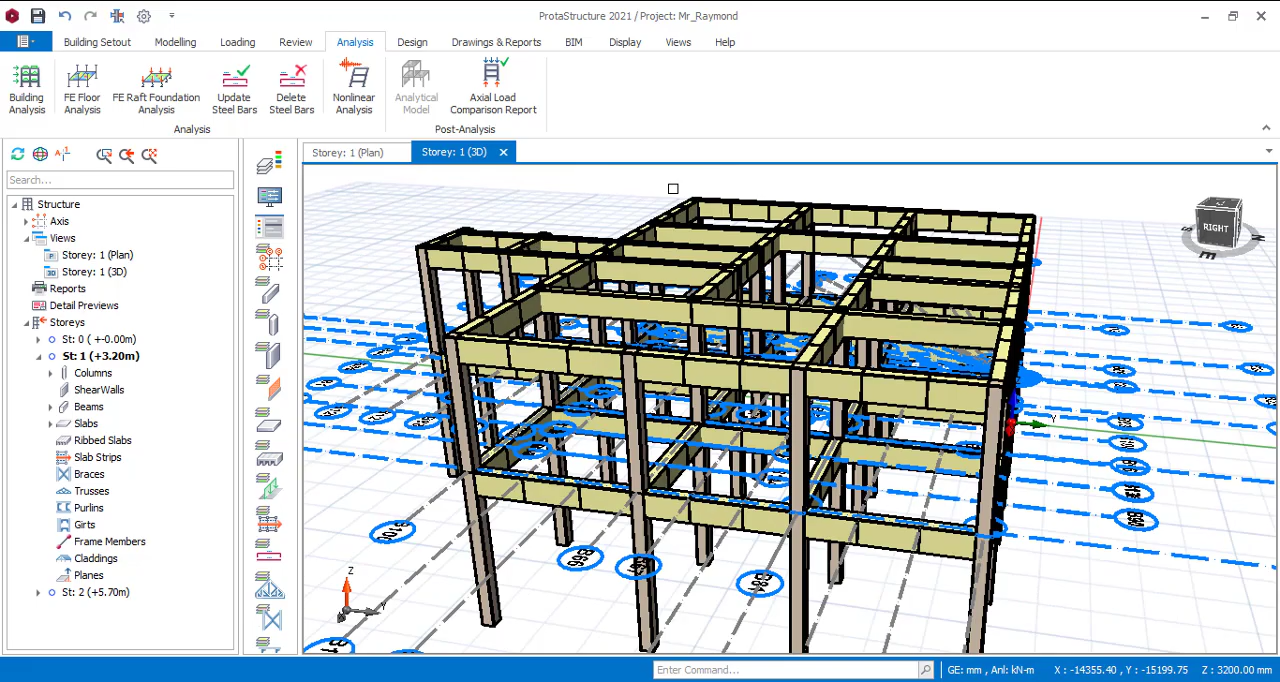 ProtaStructure 2021 / Project: Mr_Raymond
Building Setout Modelling Loading Review Analysis Design Drawings & Reports BIM Display Views Help
Building Analysis
FE Floor Analysis
FE Raft Foundation Analysis
Update Steel Bars
Delete Steel Bars
Nonlinear Analysis
Analytical Model
Axial Load Comparison Report
Analysis
Post-Analysis
Storey: 1 (Plan)
Storey: 1 (3D)
Search...
Structure
Axis
Views
Storey: 1 (Plan)
Storey: 1 (3D)
Reports
Detail Previews
Storeys
St: 0 ( +-0.00m)
St: 1 (+3.20m)
Columns
ShearWalls
Beams
Slabs
Ribbed Slabs
Slab Strips
Braces
Trusses
Purlins
Girts
Frame Members
Claddings
Planes
St: 2 (+5.70m)
RIGHT
Z
Y
Enter Command...
GE: mm, Anl: kN-m
X : -14355.40 , Y : -15199.75
Z : 3200.00 mm